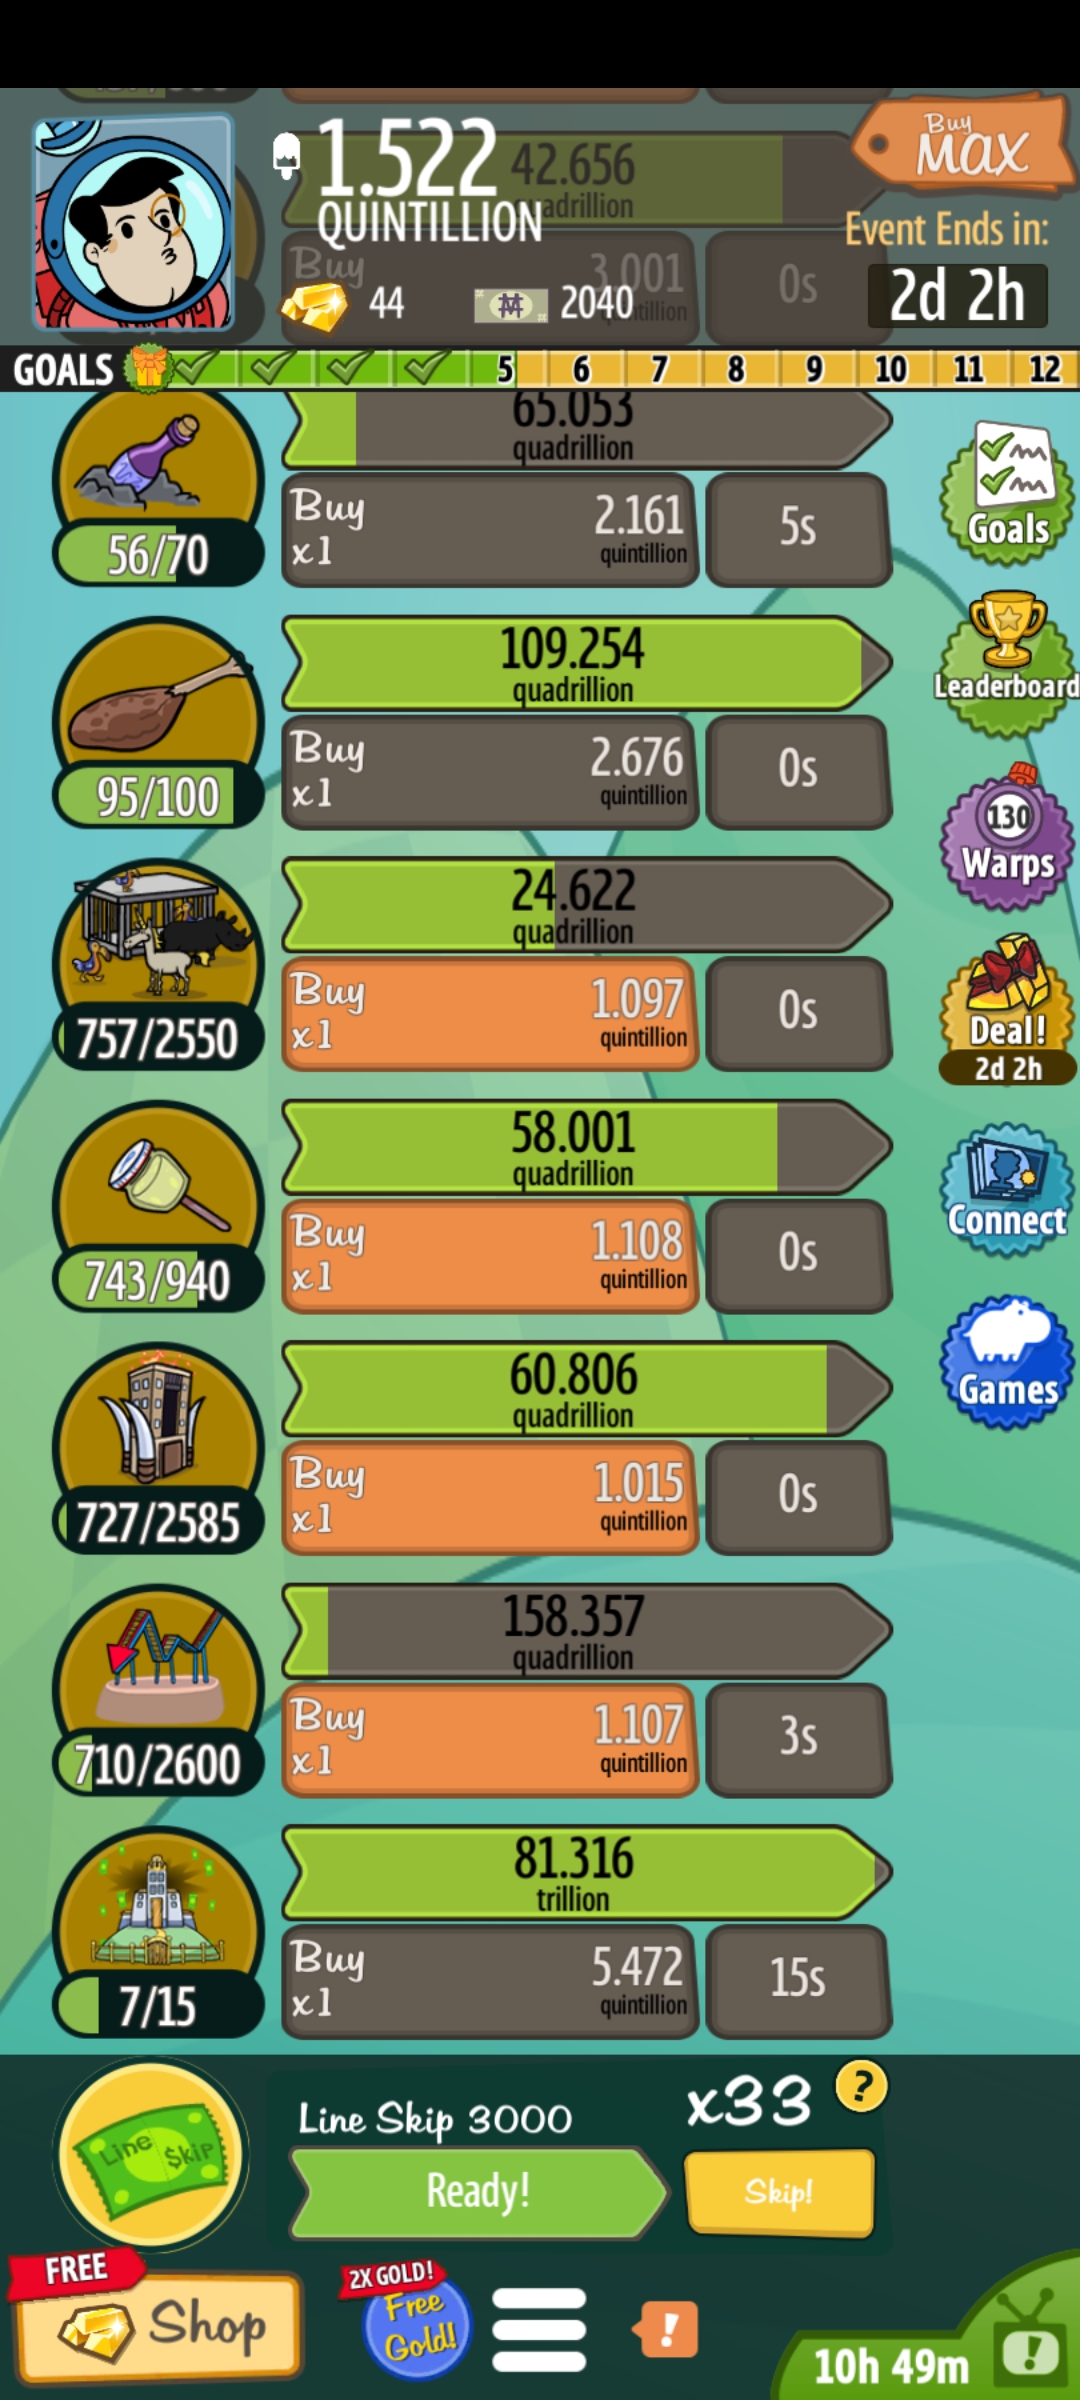 1.522
QUINTILLION
42.656
quadrillion
Buy
MAX
Event Ends in:
2d 2h
Buy
3.001
0s
44
2040
GOALS
5
6
7
8
9
10
11
12
65.053
quadrillion
56/70
Buy
x1
2.161
quintillion
5s
Goals
109.254
quadrillion
95/100
Buy
x1
2.676
quintillion
0s
Leaderboard
24.622
quadrillion
757/2550
Buy
x1
1.097
quintillion
0s
130
Warps
Deal!
2d 2h
58.001
quadrillion
743/940
Buy
x1
1.108
quintillion
0s
Connect
60.806
quadrillion
727/2585
Buy
x1
1.015
quintillion
0s
Games
158.357
quadrillion
710/2600
Buy
x1
1.107
quintillion
3s
81.316
trillion
7/15
Buy
x1
5.472
quintillion
15s
Line $kip
Line Skip 3000
Ready!
x33
?
Skip!
FREE
Shop
2X GOLD!
Free
Gold!
!
10h 49m
!